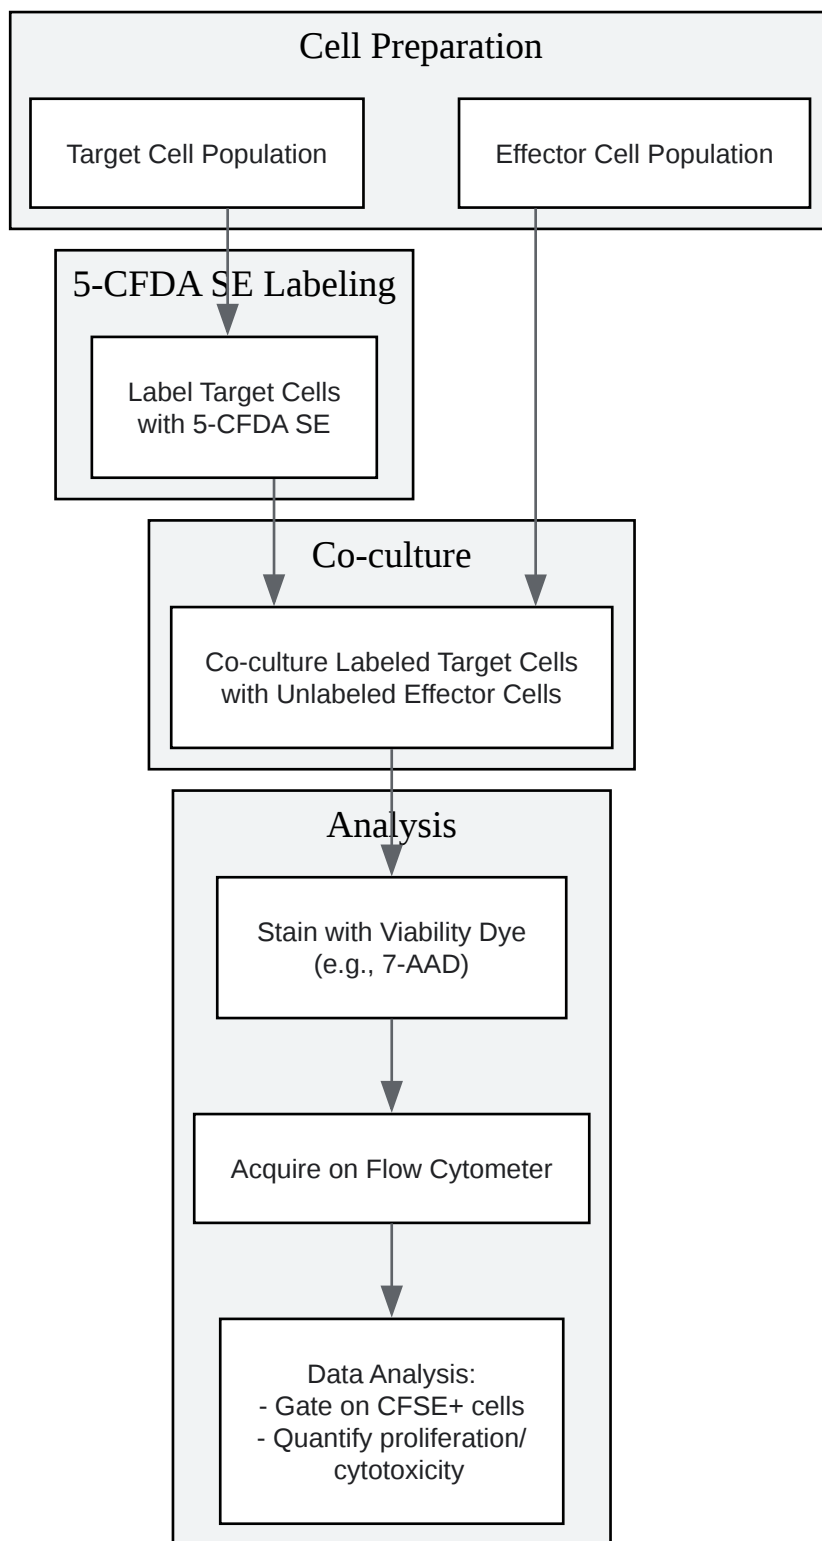 Cell Preparation
Target Cell Population
Effector Cell Population
5-CFDA SE Labeling
Label Target Cells
with 5-CFDA SE
Co-culture
Co-culture Labeled Target Cells
with Unlabeled Effector Cells
Analysis
Stain with Viability Dye
(e.g., 7-AAD)
Acquire on Flow Cytometer
Data Analysis:
- Gate on CFSE+ cells
- Quantify proliferation/
cytotoxicity